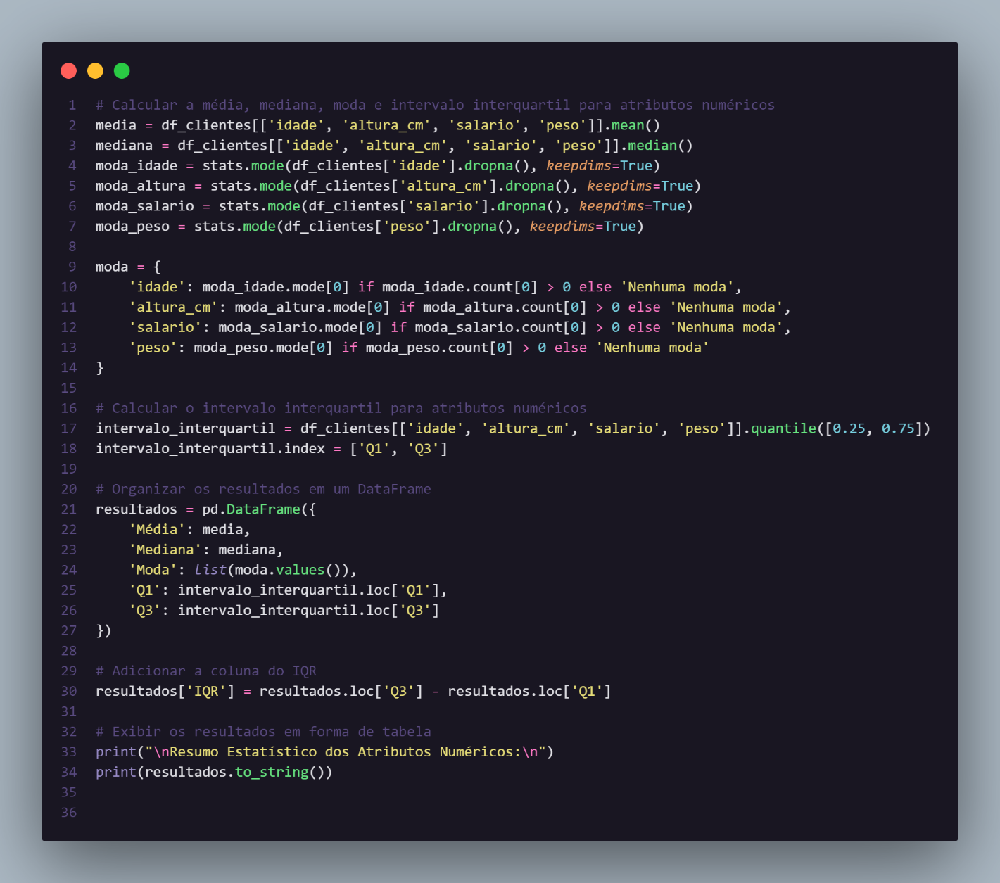 1 # Calcular a média, mediana, moda e intervalo interquartil para atributos numéricos
2 media = df_clientes[['idade', 'altura_cm', 'salario', 'peso']].mean()
3 mediana = df_clientes[['idade', 'altura_cm', 'salario', 'peso']].median()
4 moda_idade = stats.mode(df_clientes['idade'].dropna(), keepdims=True)
5 moda_altura = stats.mode(df_clientes['altura_cm'].dropna(), keepdims=True)
6 moda_salario = stats.mode(df_clientes['salario'].dropna(), keepdims=True)
7 moda_peso = stats.mode(df_clientes['peso'].dropna(), keepdims=True)
8
9 moda = {
10     'idade': moda_idade.mode[0] if moda_idade.count[0] > 0 else 'Nenhuma moda',
11     'altura_cm': moda_altura.mode[0] if moda_altura.count[0] > 0 else 'Nenhuma moda',
12     'salario': moda_salario.mode[0] if moda_salario.count[0] > 0 else 'Nenhuma moda',
13     'peso': moda_peso.mode[0] if moda_peso.count[0] > 0 else 'Nenhuma moda'
14 }
15
16 # Calcular o intervalo interquartil para atributos numéricos
17 intervalo_interquartil = df_clientes[['idade', 'altura_cm', 'salario', 'peso']].quantile([0.25, 0.75])
18 intervalo_interquartil.index = ['Q1', 'Q3']
19
20 # Organizar os resultados em um DataFrame
21 resultados = pd.DataFrame({
22     'Média': media,
23     'Mediana': mediana,
24     'Moda': list(moda.values()),
25     'Q1': intervalo_interquartil.loc['Q1'],
26     'Q3': intervalo_interquartil.loc['Q3']
27 })
28
29 # Adicionar a coluna do IQR
30 resultados['IQR'] = resultados.loc['Q3'] - resultados.loc['Q1']
31
32 # Exibir os resultados em forma de tabela
33 print("\nResumo Estatístico dos Atributos Numéricos:\n")
34 print(resultados.to_string())
35
36